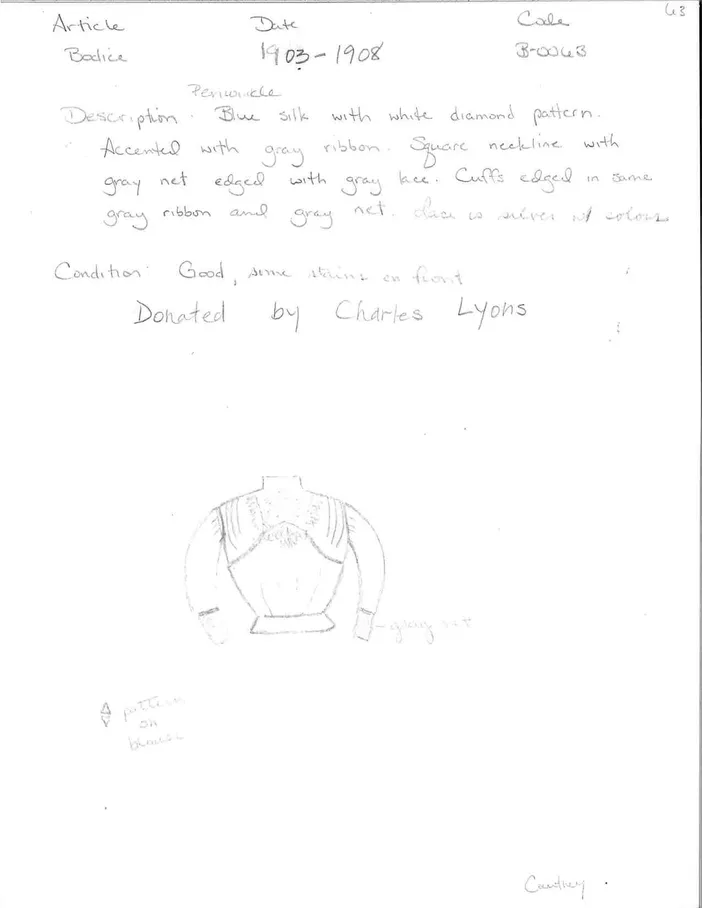 63
Article Date Code
Bodice 1903-1908 B-0063
Periwinkle
Description: Blue silk with white diamond pattern.
Accented with gray ribbon. Square neckline with
gray net edged with gray lace. Cuffs edged in same
gray ribbon and gray net. lace is silver w/ colours
Condition: Good, some stains on front
Donated by Charles Lyons
- gray net
pattern
on
blouse